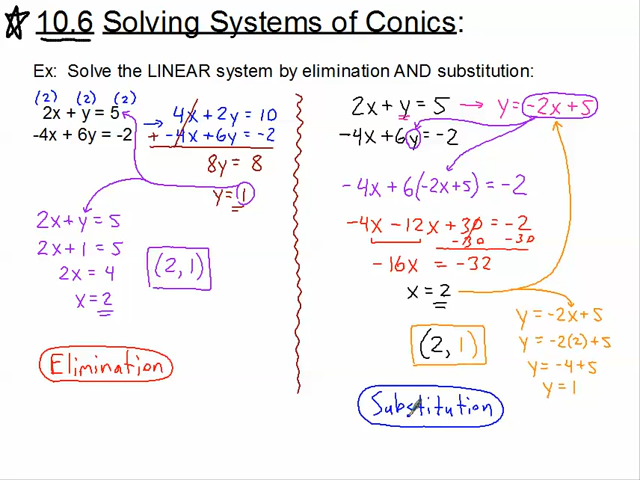 10.6 Solving Systems of Conics:
Ex: Solve the LINEAR system by elimination AND substitution:
(2) (2) (2)
2x + y = 5
-4x + 6y = -2
4x + 2y = 10
+ -4x + 6y = -2
8y = 8
y = 1
2x + y = 5
2x + 1 = 5
2x = 4
x = 2
(2, 1)
Elimination
2x + y = 5 → y = -2x + 5
-4x + 6y = -2
-4x + 6(-2x+5) = -2
-4x - 12x + 30 = -2
-30 -30
-16x = -32
x = 2
(2, 1)
y = -2x + 5
y = -2(2) + 5
y = -4 + 5
y = 1
Substitution